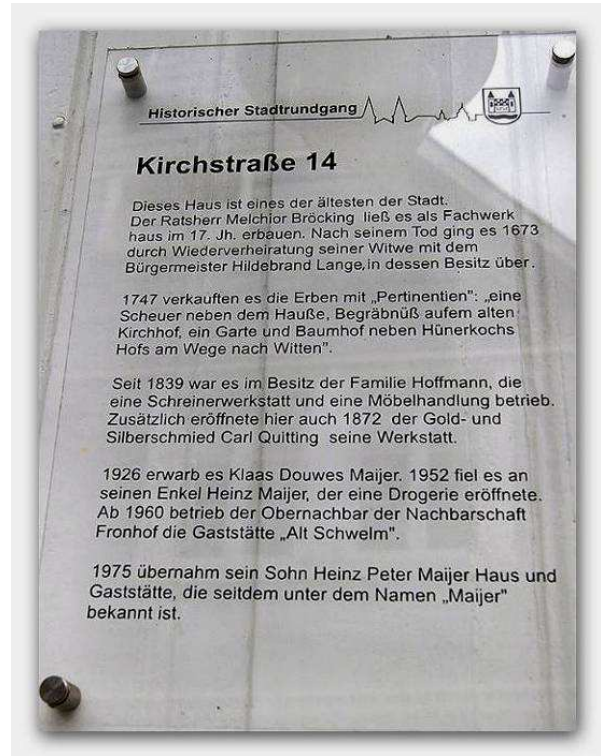 Historischer Stadtrundgang
Kirchstraße 14
Dieses Haus ist eines der ältesten der Stadt.
Der Ratsherr Melchior Bröcking ließ es als Fachwerk
haus im 17. Jh. erbauen. Nach seinem Tod ging es 1673
durch Wiederverheiratung seiner Witwe mit dem
Bürgermeister Hildebrand Lange, in dessen Besitz über.
1747 verkauften es die Erben mit „Pertinentien": „eine
Scheuer neben dem Hauße, Begräbnüß aufem alten
Kirchhof, ein Garte und Baumhof neben Hünerkochs
Hofs am Wege nach Witten".
Seit 1839 war es im Besitz der Familie Hoffmann, die
eine Schreinerwerkstatt und eine Möbelhandlung betrieb.
Zusätzlich eröffnete hier auch 1872 der Gold- und
Silberschmied Carl Quitting seine Werkstatt.
1926 erwarb es Klaas Douwes Maijer. 1952 fiel es an
seinen Enkel Heinz Maijer, der eine Drogerie eröffnete.
Ab 1960 betrieb der Obernachbar der Nachbarschaft
Fronhof die Gaststätte „Alt Schwelm".
1975 übernahm sein Sohn Heinz Peter Maijer Haus und
Gaststätte, die seitdem unter dem Namen „Maijer"
bekannt ist.